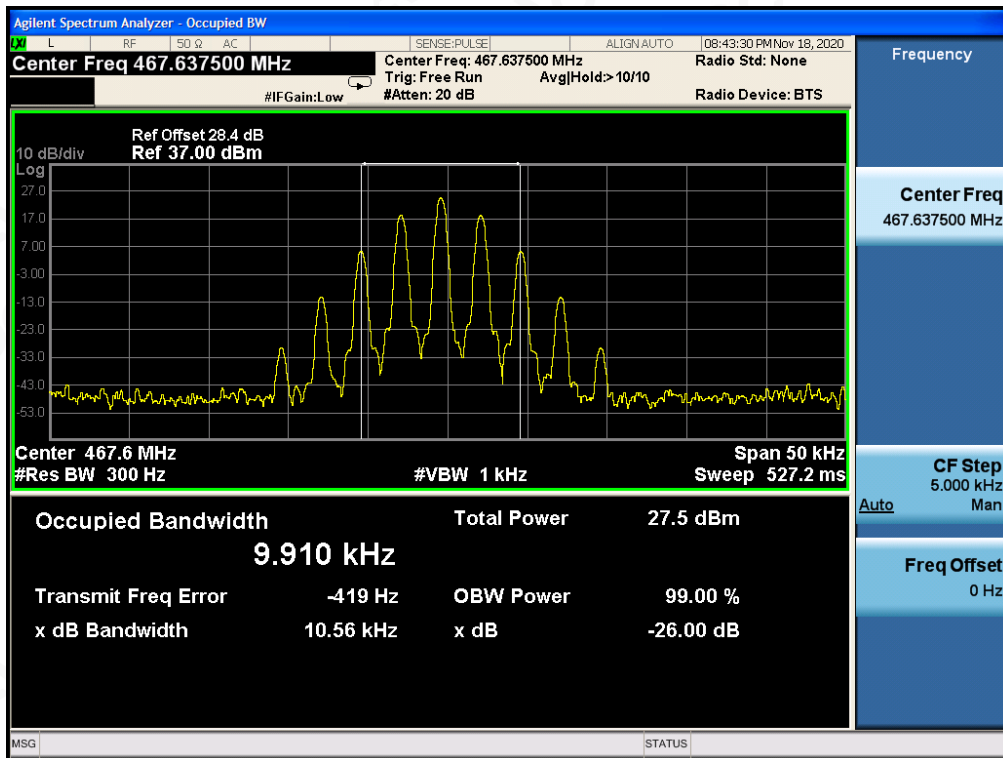 Agilent Spectrum Analyzer - Occupied BW
LXI L RF 50 Ω AC SENSE:PULSE ALIGN AUTO 08:43:30 PM Nov 18, 2020
Center Freq 467.637500 MHz
Center Freq: 467.637500 MHz
Radio Std: None
Trig: Free Run Avg|Hold:> 10/10
#IFGain:Low
#Atten: 20 dB
Radio Device: BTS
Ref Offset 28.4 dB
10 dB/div Ref 37.00 dBm
Log
27.0
17.0
7.00
-3.00
-13.0
-23.0
-33.0
-43.0
-53.0
Center 467.6 MHz Span 50 kHz
#Res BW 300 Hz #VBW 1 kHz Sweep 527.2 ms
Occupied Bandwidth Total Power 27.5 dBm
9.910 kHz
Transmit Freq Error -419 Hz OBW Power 99.00 %
x dB Bandwidth 10.56 kHz x dB -26.00 dB
MSG STATUS
Frequency
Center Freq
467.637500 MHz
CF Step
5.000 kHz
Auto Man
Freq Offset
0 Hz